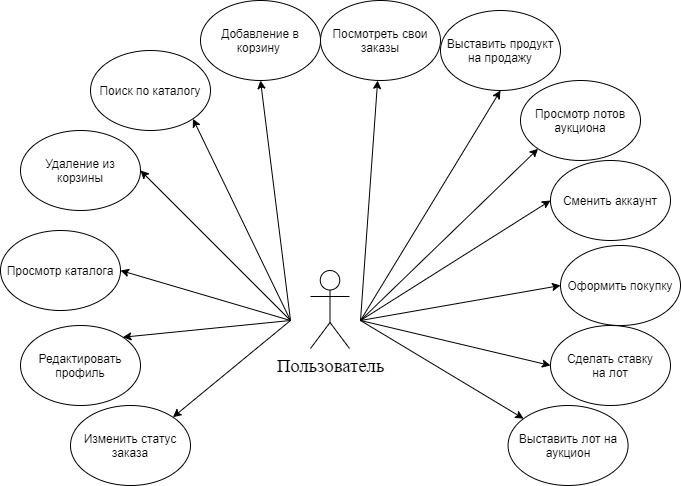 Добавление в
корзину
Посмотреть свои
заказы
Выставить продукт
на продажу
Поиск по каталогу
Просмотр лотов
аукциона
Удаление из
корзины
Сменить аккаунт
Просмотр каталога
Оформить покупку
Редактировать
профиль
Пользователь
Сделать ставку
на лот
Изменить статус
заказа
Выставить лот на
аукцион